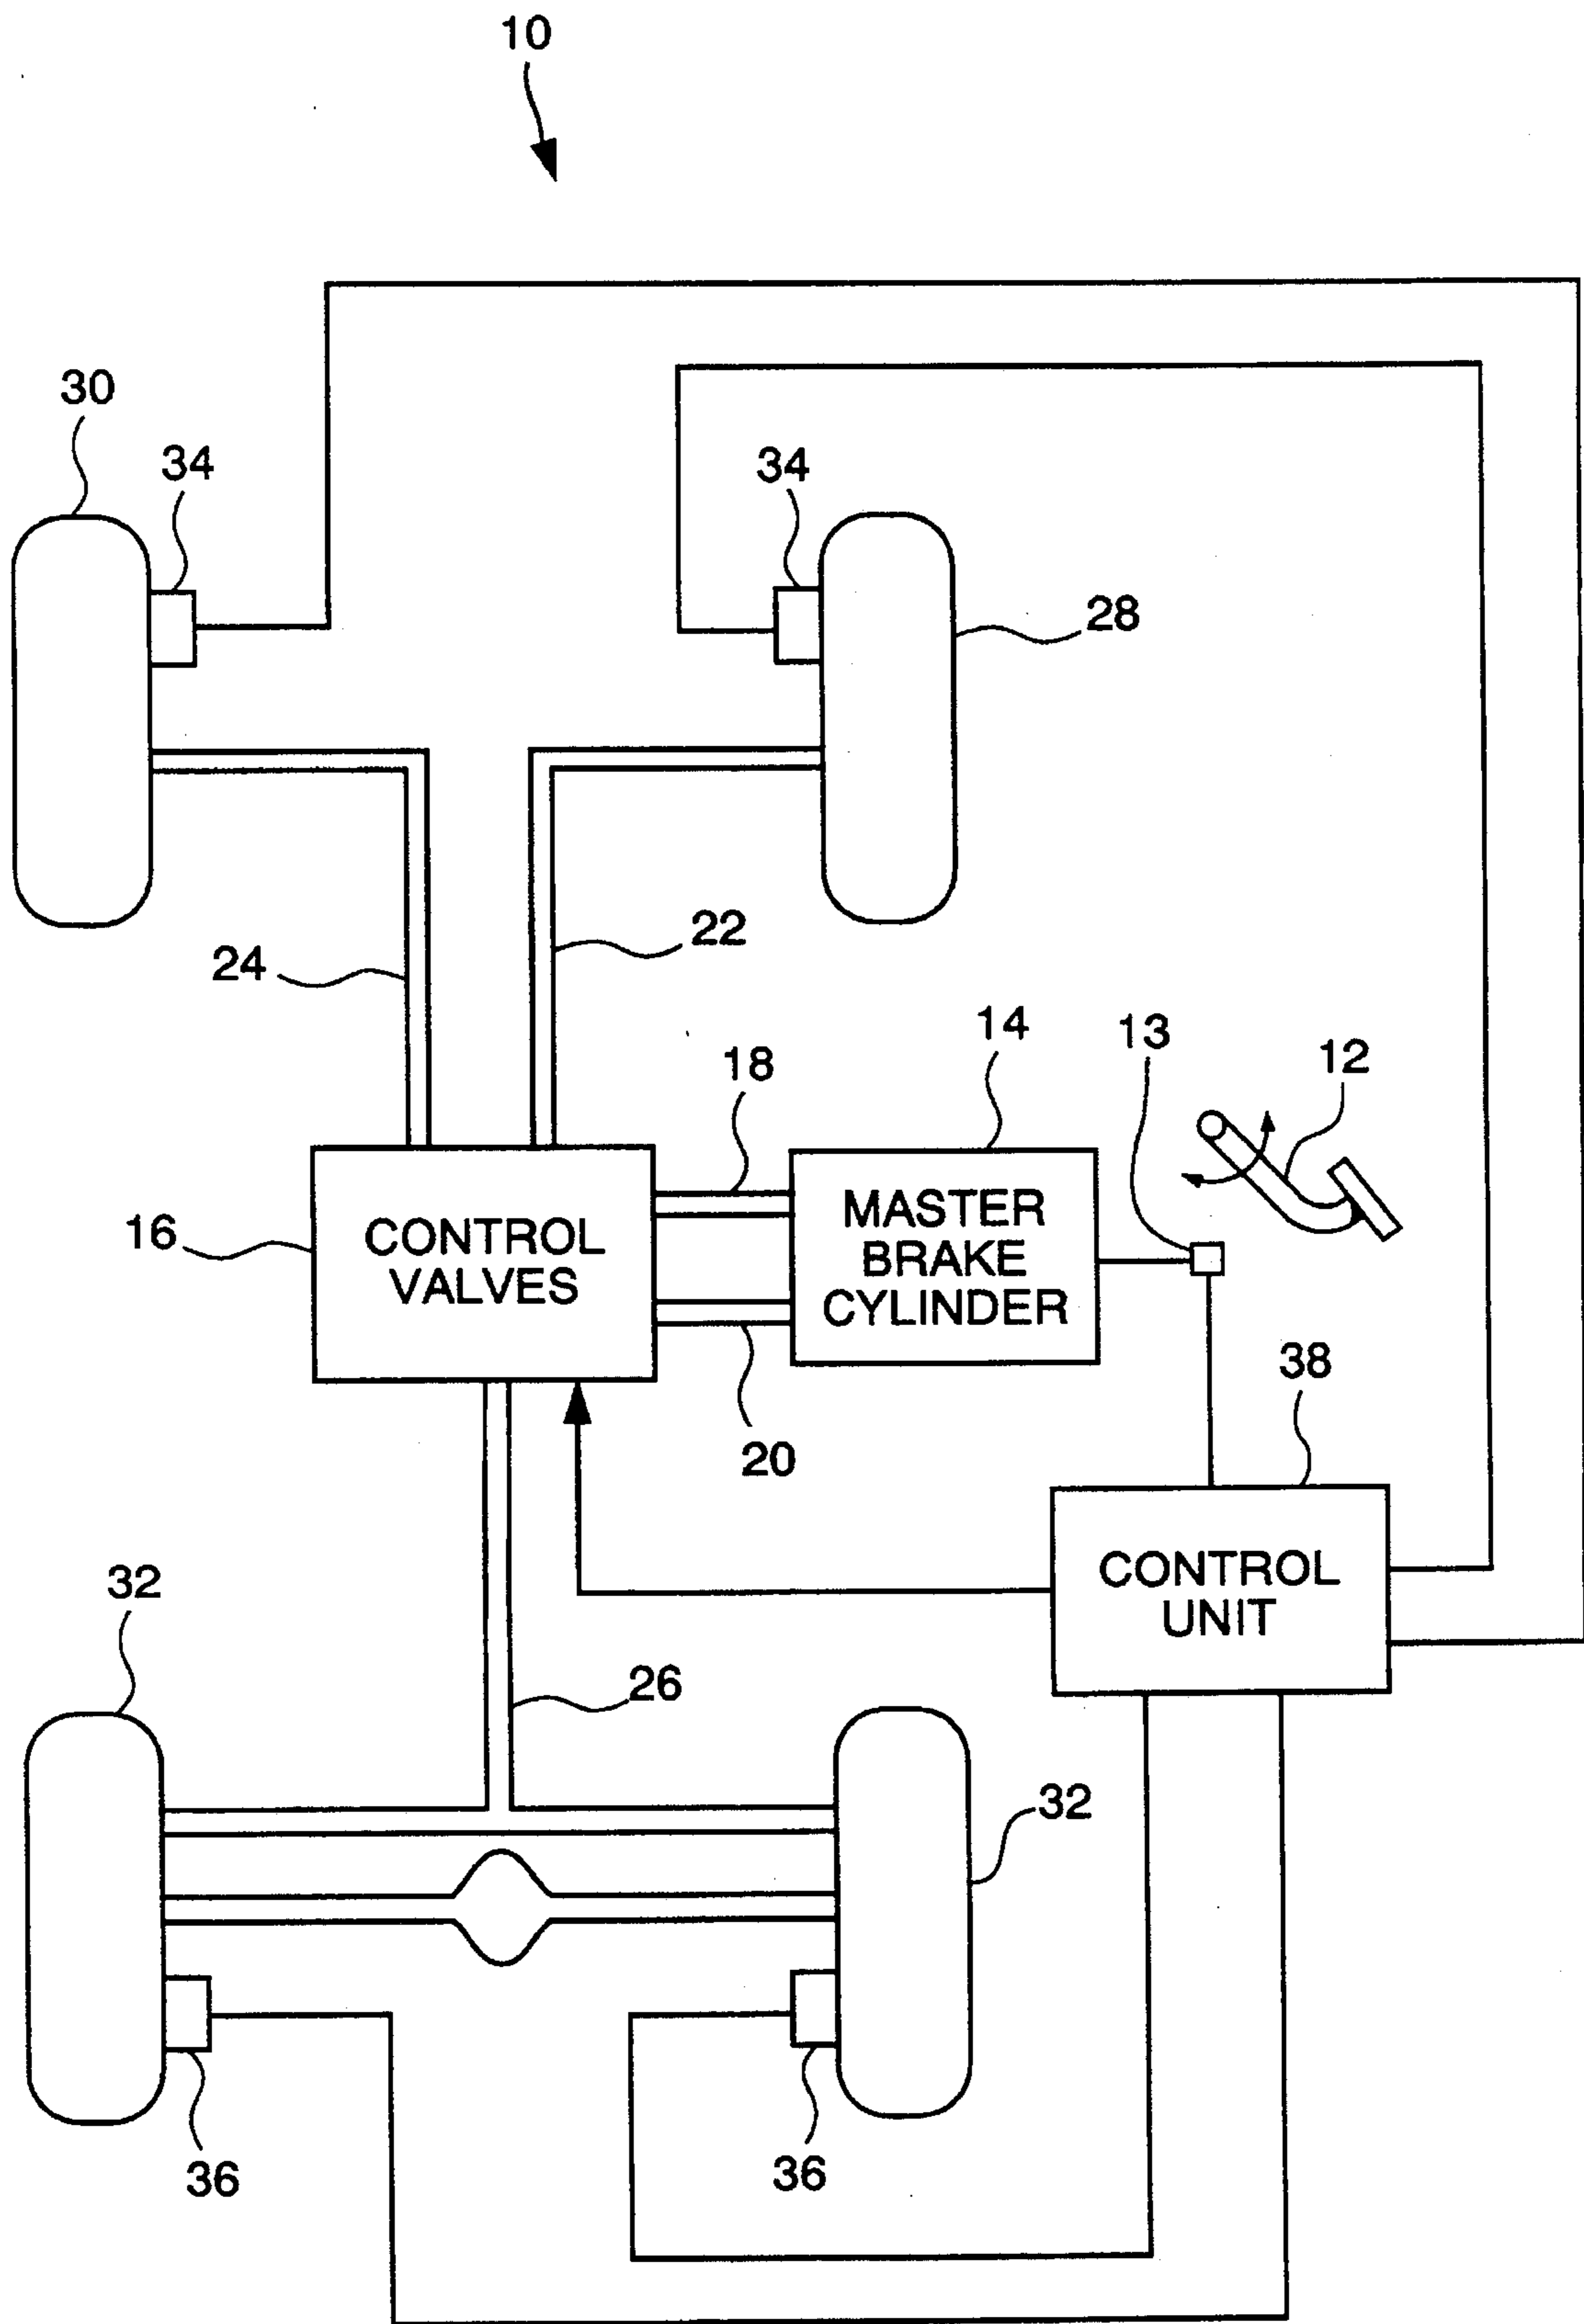 10
30
34
34
28
24
22
18
14
13
12
16
CONTROL
VALVES
MASTER
BRAKE
CYLINDER
20
38
CONTROL
UNIT
32
26
32
36
36